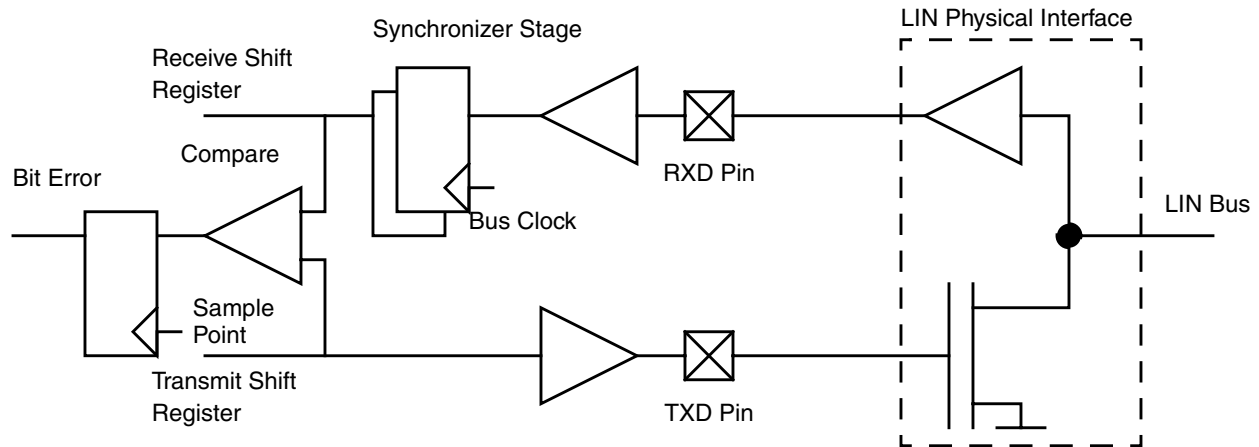 LIN Physical Interface
Synchronizer Stage
Receive Shift
Register
Compare
RXD Pin
Bit Error
Bus Clock
LIN Bus
Sample
Point
Transmit Shift
Register
TXD Pin